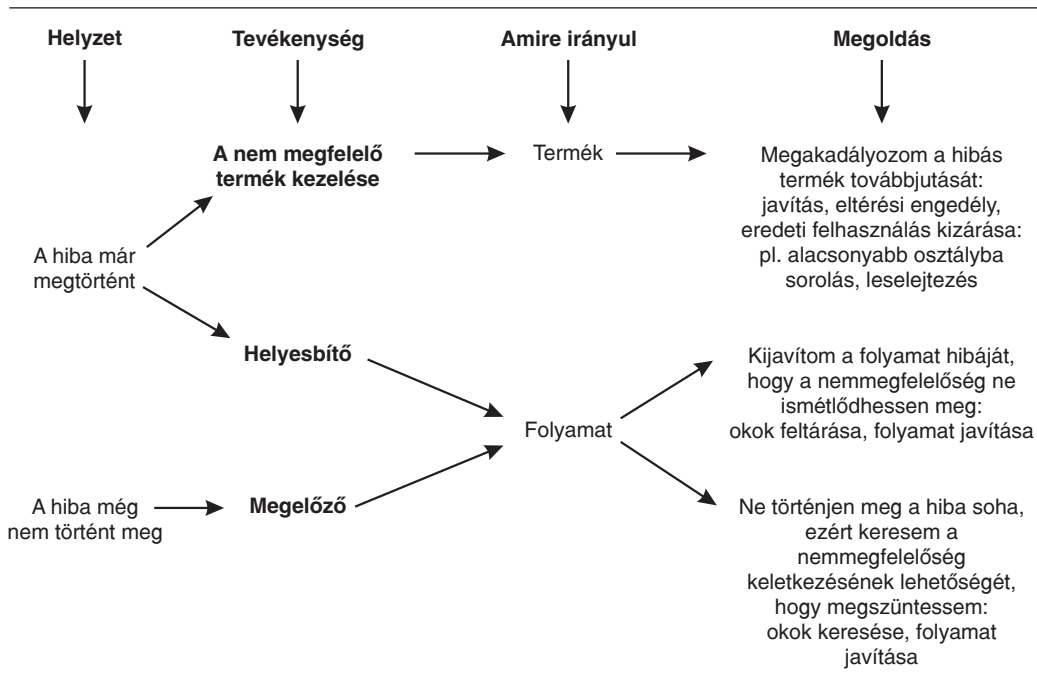 Helyzet
Tevékenység
Amire irányul
Megoldás
A nem megfelelő
termék kezelése
Termék
Megakadályozom a hibás
termék továbbjutását:
javítás, eltérési engedély,
eredeti felhasználás kizárása:
pl. alacsonyabb osztályba
sorolás, leselejtezés
A hiba már
megtörtént
Helyesbítő
Kijavítom a folyamat hibáját,
hogy a nemmegfelelőség ne
ismétlődhessen meg:
okok feltárása, folyamat javítása
Folyamat
A hiba még
nem történt meg
Megelőző
Ne történjen meg a hiba soha,
ezért keresem a
nemmegfelelőség
keletkezésének lehetőségét,
hogy megszüntessem:
okok keresése, folyamat
javítása